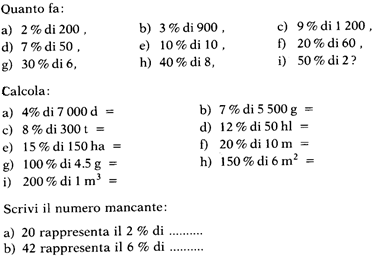 Quanto fa:
a) 2 % di 200 , b) 3 % di 900 , c) 9 % di 1 200 ,
d) 7 % di 50 , e) 10 % di 10 , f) 20 % di 60 ,
g) 30 % di 6, h) 40 % di 8, i) 50 % di 2 ?
Calcola:
a) 4% di 7 000 d = b) 7 % di 5 500 g =
c) 8 % di 300 t = d) 12 % di 50 hl =
e) 15 % di 150 ha = f) 20 % di 10 m =
g) 100 % di 4.5 g = h) 150 % di 6 m² =
i) 200 % di 1 m³ =
Scrivi il numero mancante:
a) 20 rappresenta il 2 % di ..........
b) 42 rappresenta il 6 % di ..........